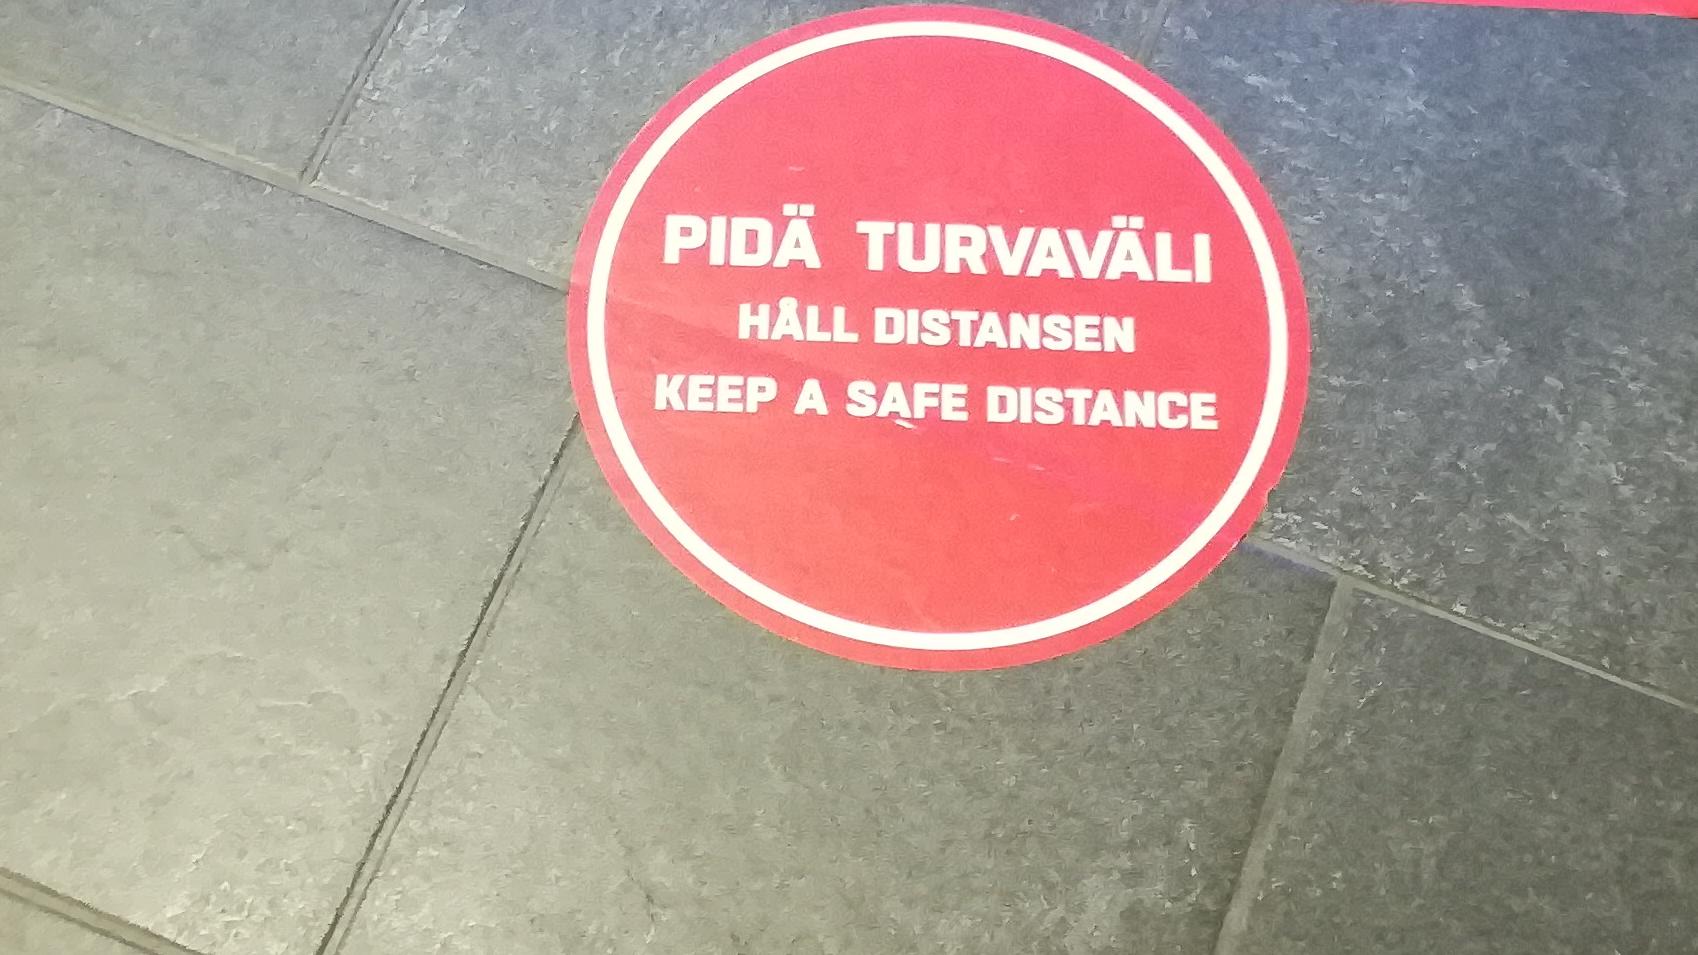 PIDÄ TURVAVÄLI
HÅLL DISTANSEN
KEEP A SAFE DISTANCE